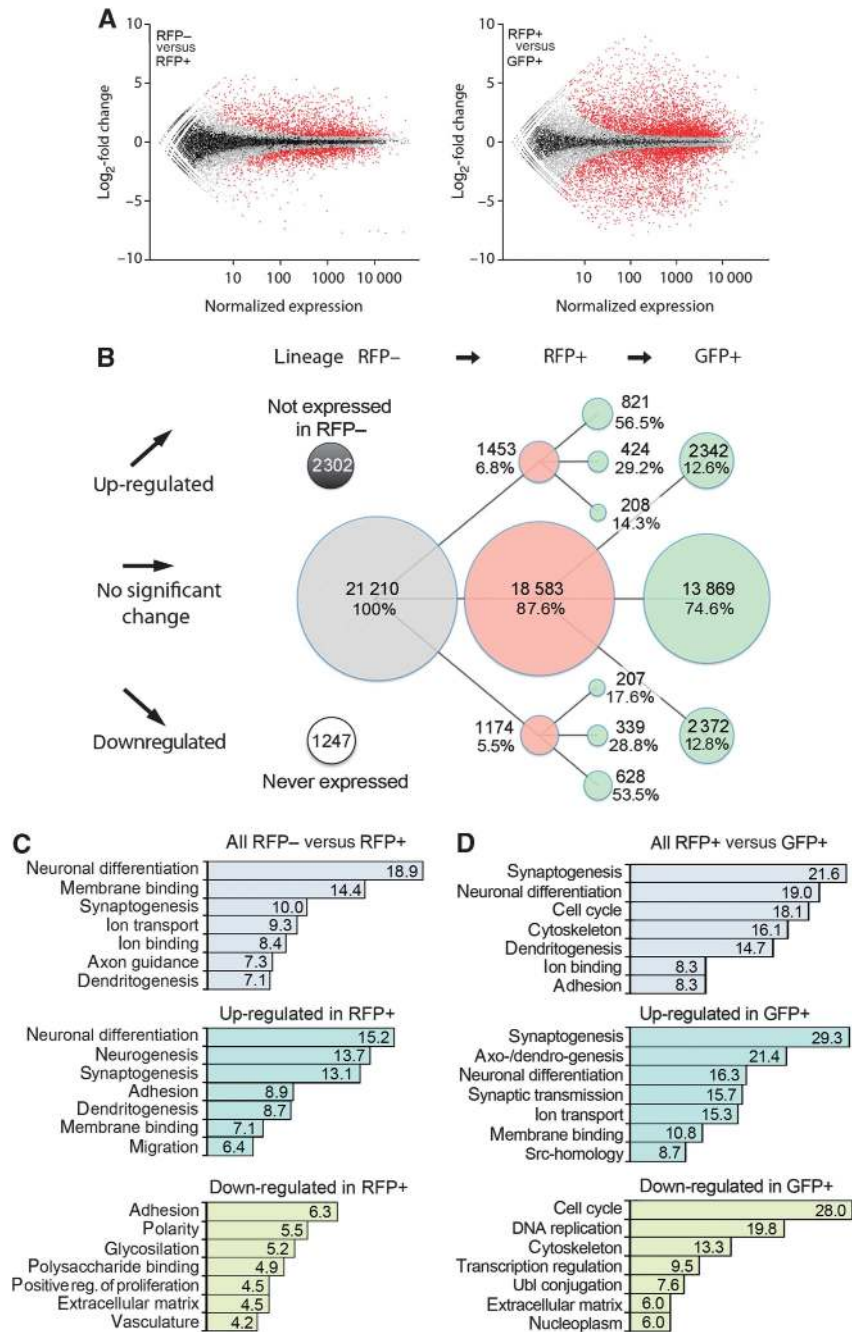 A
RFP–
versus
RFP+
10
5
0
–5
–10
Log2-fold change
10 100 1000 10 000
Normalized expression
RFP+
versus
GFP+
10
5
0
–5
–10
Log2-fold change
10 100 1000 10 000
Normalized expression
B
Lineage RFP– RFP+ GFP+
Up-regulated
No significant
change
Downregulated
Not expressed
in RFP–
2302
21 210
100%
1247
Never expressed
1453
6.8%
18 583
87.6%
1174
5.5%
821
56.5%
424
29.2%
208
14.3%
207
17.6%
339
28.8%
628
53.5%
2342
12.6%
13 869
74.6%
2372
12.8%
C
All RFP– versus RFP+
Neuronal differentiation 18.9
Membrane binding 14.4
Synaptogenesis 10.0
Ion transport 9.3
Ion binding 8.4
Axon guidance 7.3
Dendritogenesis 7.1
Up-regulated in RFP+
Neuronal differentiation 15.2
Neurogenesis 13.7
Synaptogenesis 13.1
Adhesion 8.9
Dendritogenesis 8.7
Membrane binding 7.1
Migration 6.4
Down-regulated in RFP+
Adhesion 6.3
Polarity 5.5
Glycosilation 5.2
Polysaccharide binding 4.9
Positive reg. of proliferation 4.5
Extracellular matrix 4.5
Vasculature 4.2
D
All RFP+ versus GFP+
Synaptogenesis 21.6
Neuronal differentiation 19.0
Cell cycle 18.1
Cytoskeleton 16.1
Dendritogenesis 14.7
Ion binding 8.3
Adhesion 8.3
Up-regulated in GFP+
Synaptogenesis 29.3
Axo-/dendro-genesis 21.4
Neuronal differentiation 16.3
Synaptic transmission 15.7
Ion transport 15.3
Membrane binding 10.8
Src-homology 8.7
Down-regulated in GFP+
Cell cycle 28.0
DNA replication 19.8
Cytoskeleton 13.3
Transcription regulation 9.5
Ubl conjugation 7.6
Extracellular matrix 6.0
Nucleoplasm 6.0